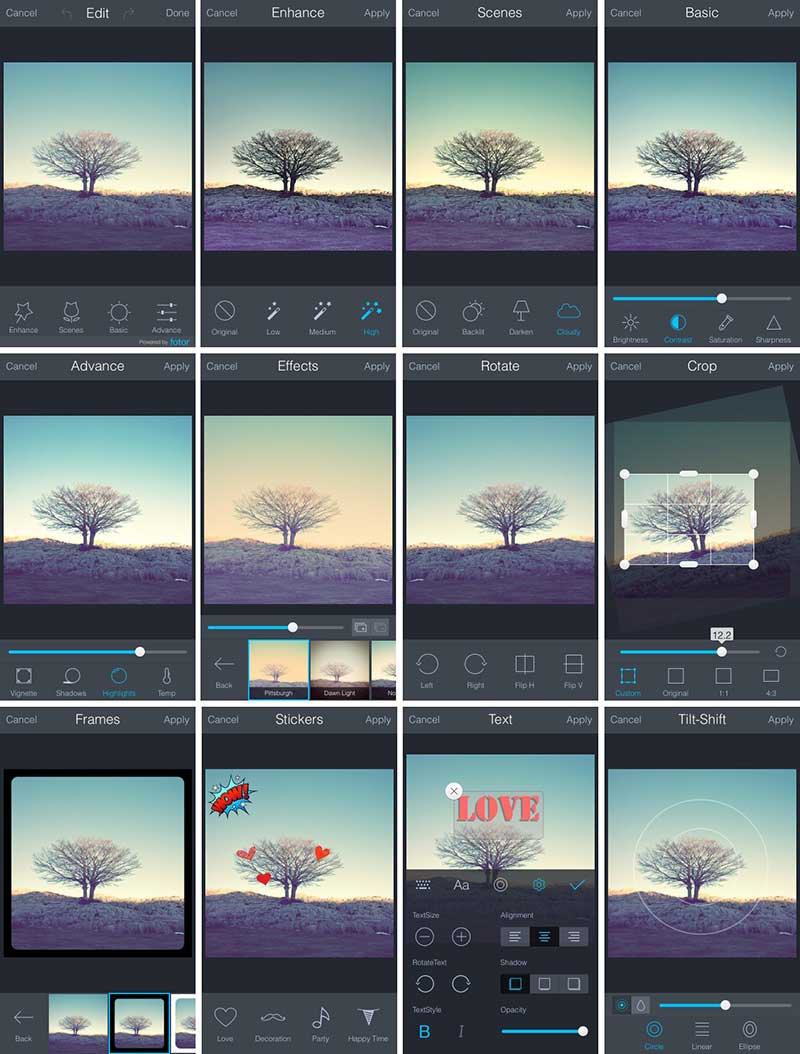 Cancel Edit Done
Enhance Scenes Basic Advance
Powered by fotor
Cancel Enhance Apply
Original Low Medium High
Cancel Scenes Apply
Original Backlit Darken Cloudy
Cancel Basic Apply
Brightness Contrast Saturation Sharpness
Cancel Advance Apply
Vignette Shadows Highlights Temp
Cancel Effects Apply
Back Pittsburgh Dawn Light No
Cancel Rotate Apply
Left Right Flip H Flip V
Cancel Crop Apply
12.2
Custom Original 1:1 4:3
Cancel Frames Apply
Back
Cancel Stickers Apply
WOW!
Love Decoration Party Happy Time
Cancel Text Apply
LOVE
Aa
TextSize Alignment
RotateText Shadow
TextStyle Opacity
B I
Cancel Tilt-Shift Apply
Circle Linear Ellipse